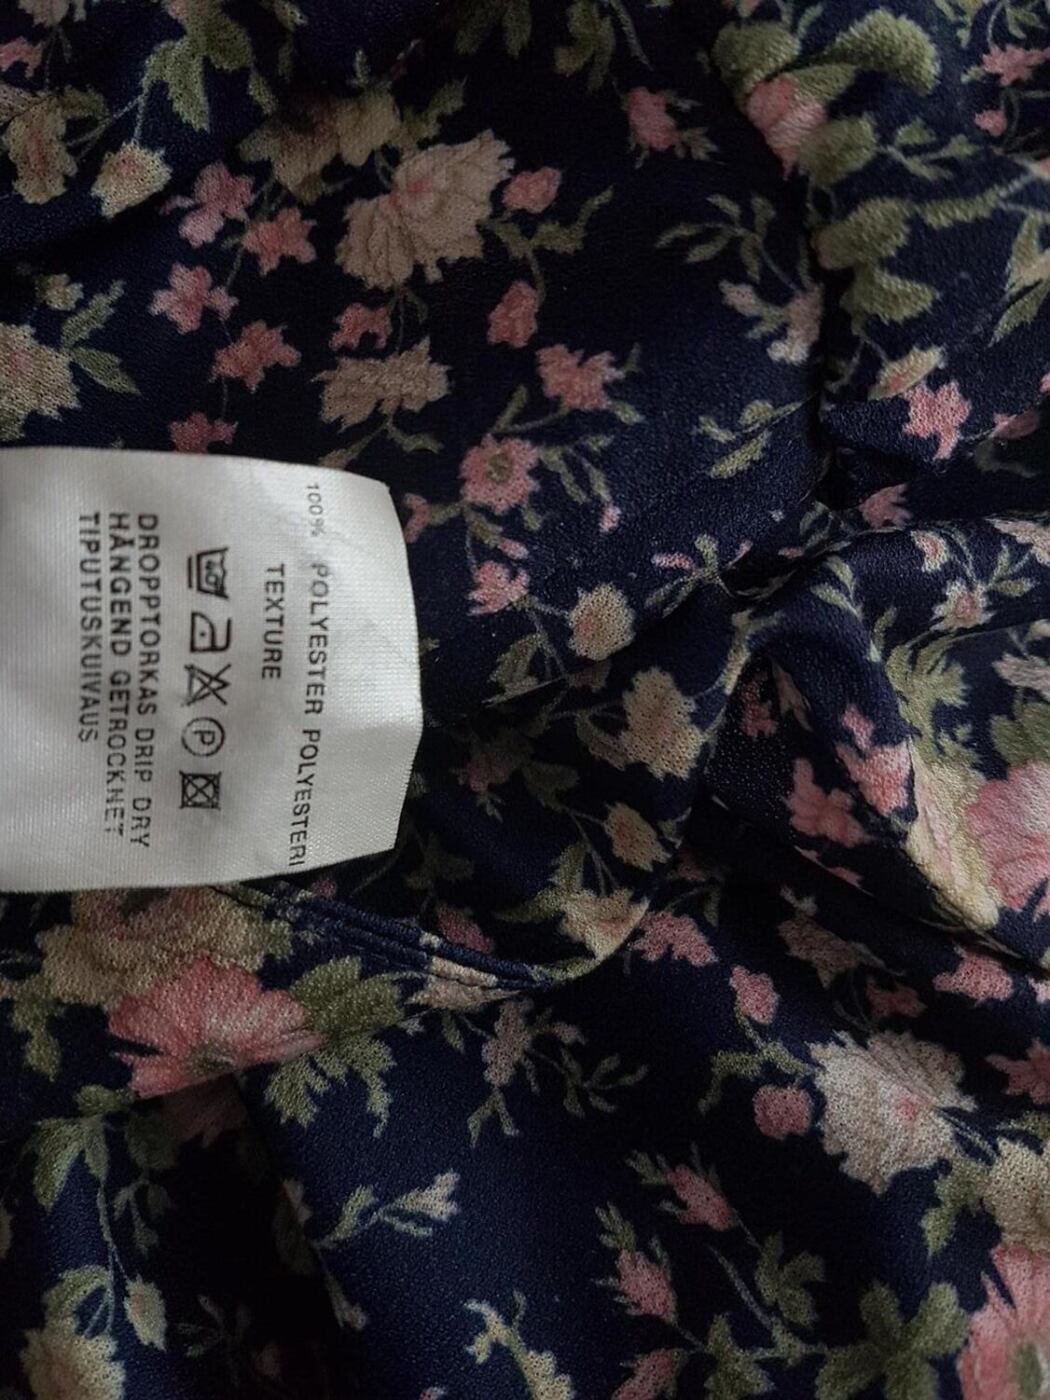 100% POLYESTER POLYESTERI
TEXTURE
P
DROPPTORKAS DRIP DRY
HÄNGEND GETROCKNET
TIPUTUSKUIVAUS